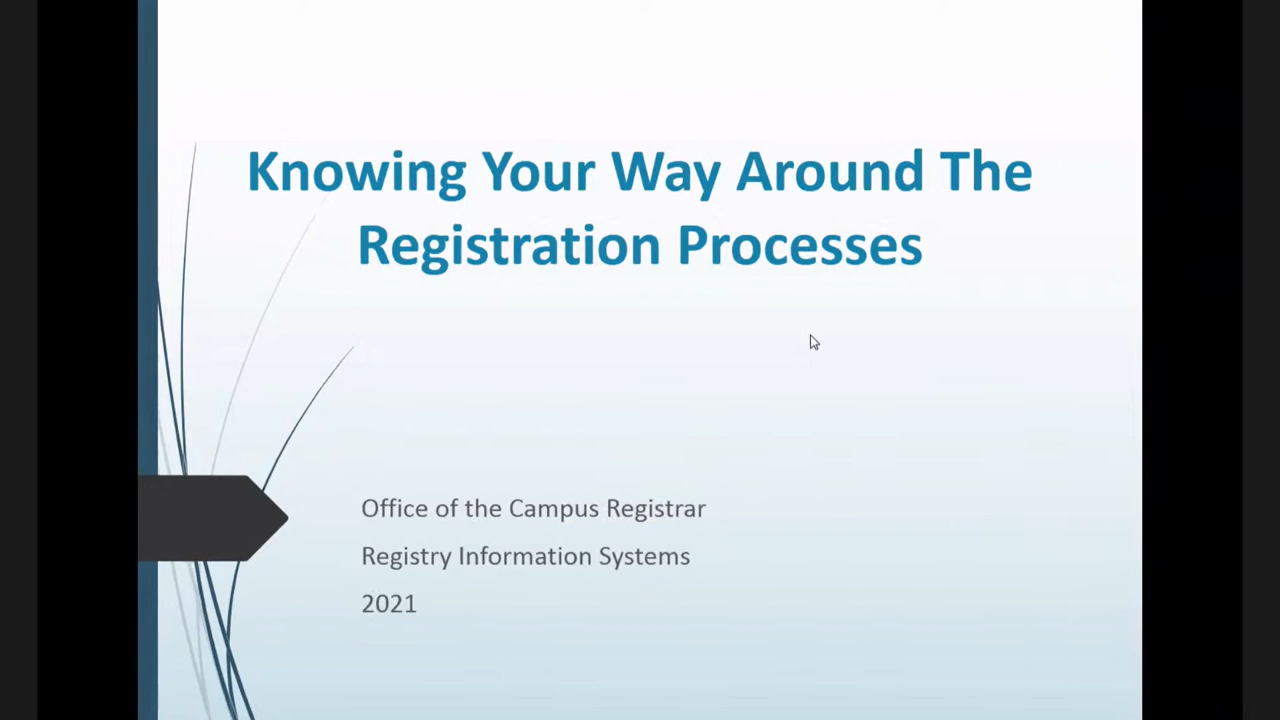 Knowing Your Way Around The
Registration Processes
Office of the Campus Registrar
Registry Information Systems
2021